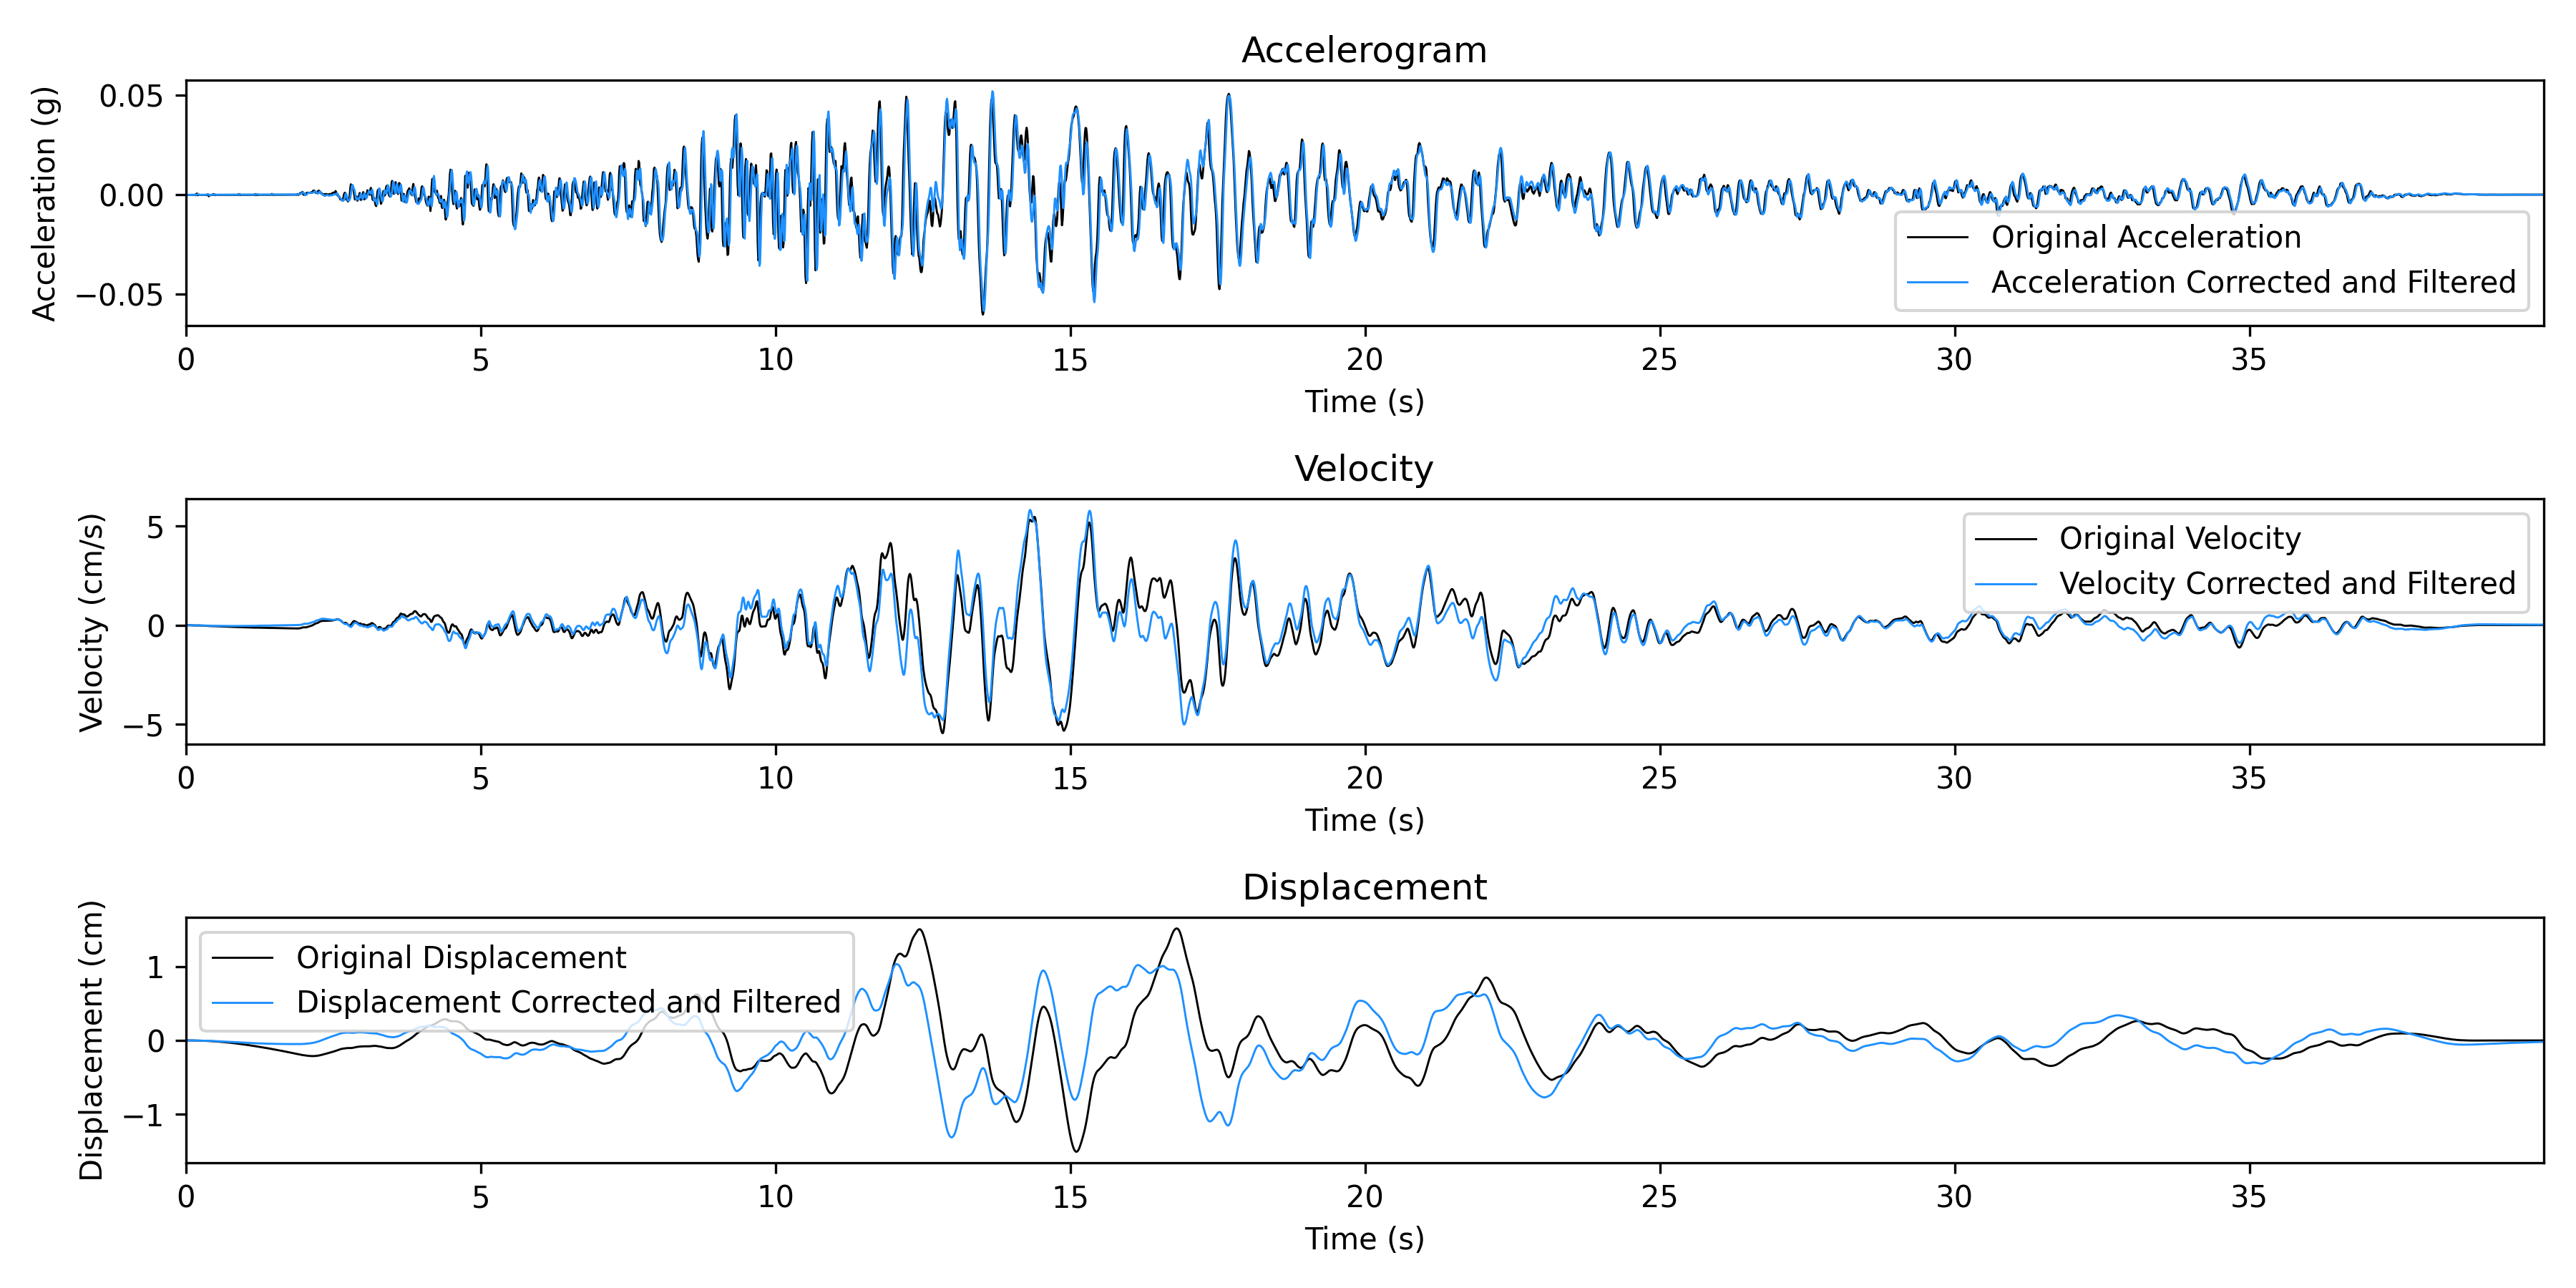 Accelerogram
Acceleration (g)
0.05
0.00
−0.05
Original Acceleration
Acceleration Corrected and Filtered
0 5 10 15 20 25 30 35
Time (s)
Velocity
Velocity (cm/s)
5
0
−5
Original Velocity
Velocity Corrected and Filtered
0 5 10 15 20 25 30 35
Time (s)
Displacement
Displacement (cm)
1
0
−1
Original Displacement
Displacement Corrected and Filtered
0 5 10 15 20 25 30 35
Time (s)